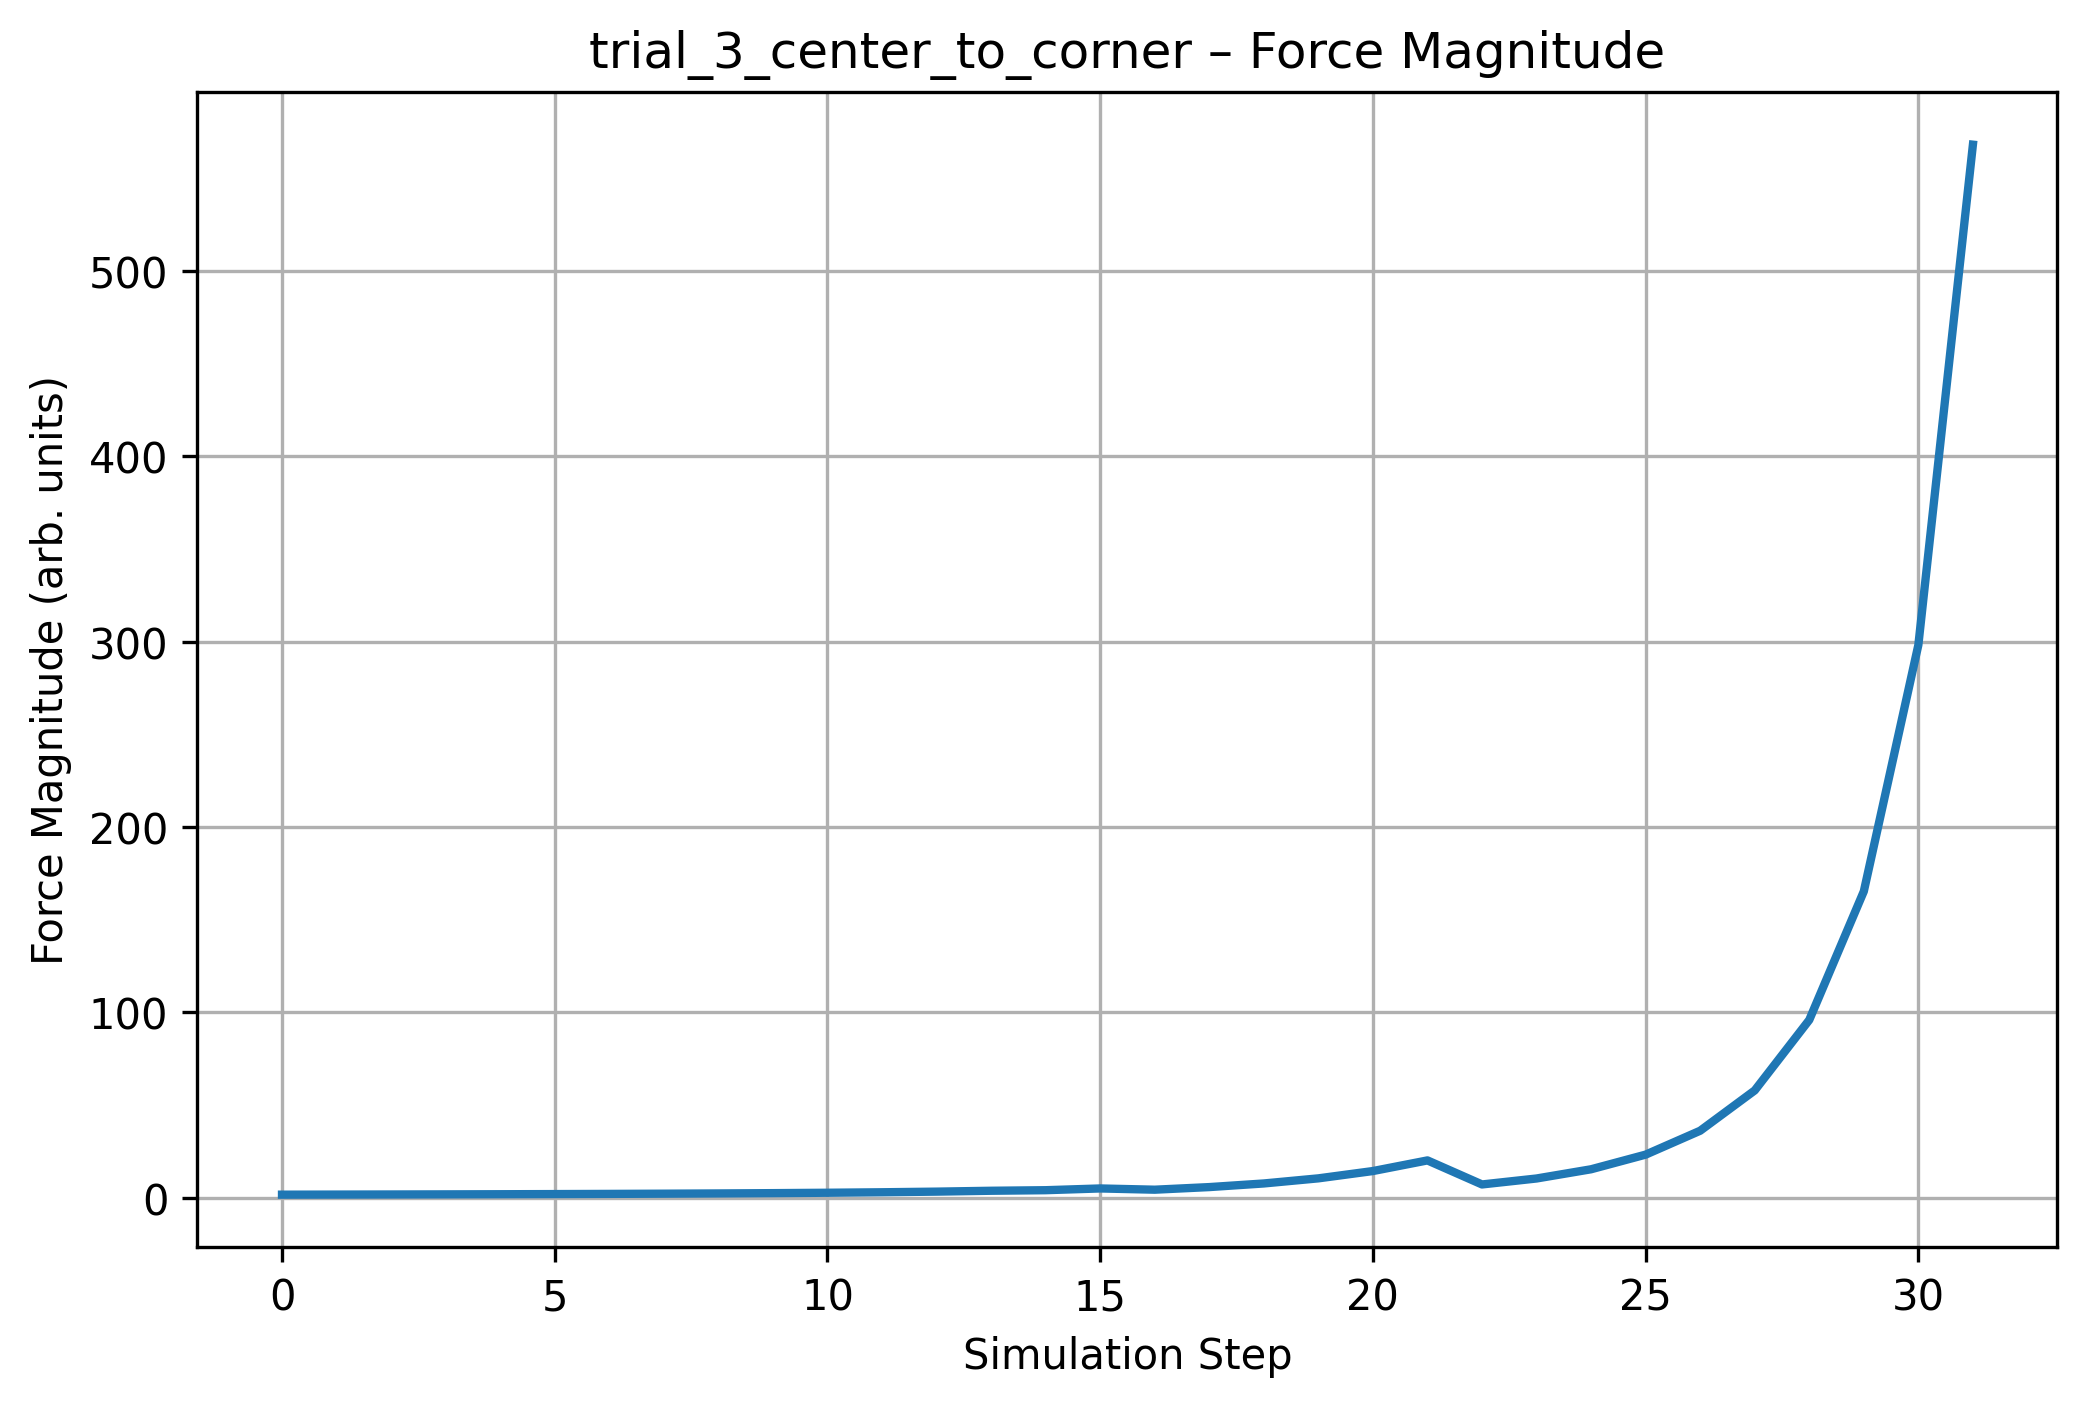 trial_3_center_to_corner – Force Magnitude
Force Magnitude (arb. units)
500
400
300
200
100
0
0 5 10 15 20 25 30
Simulation Step